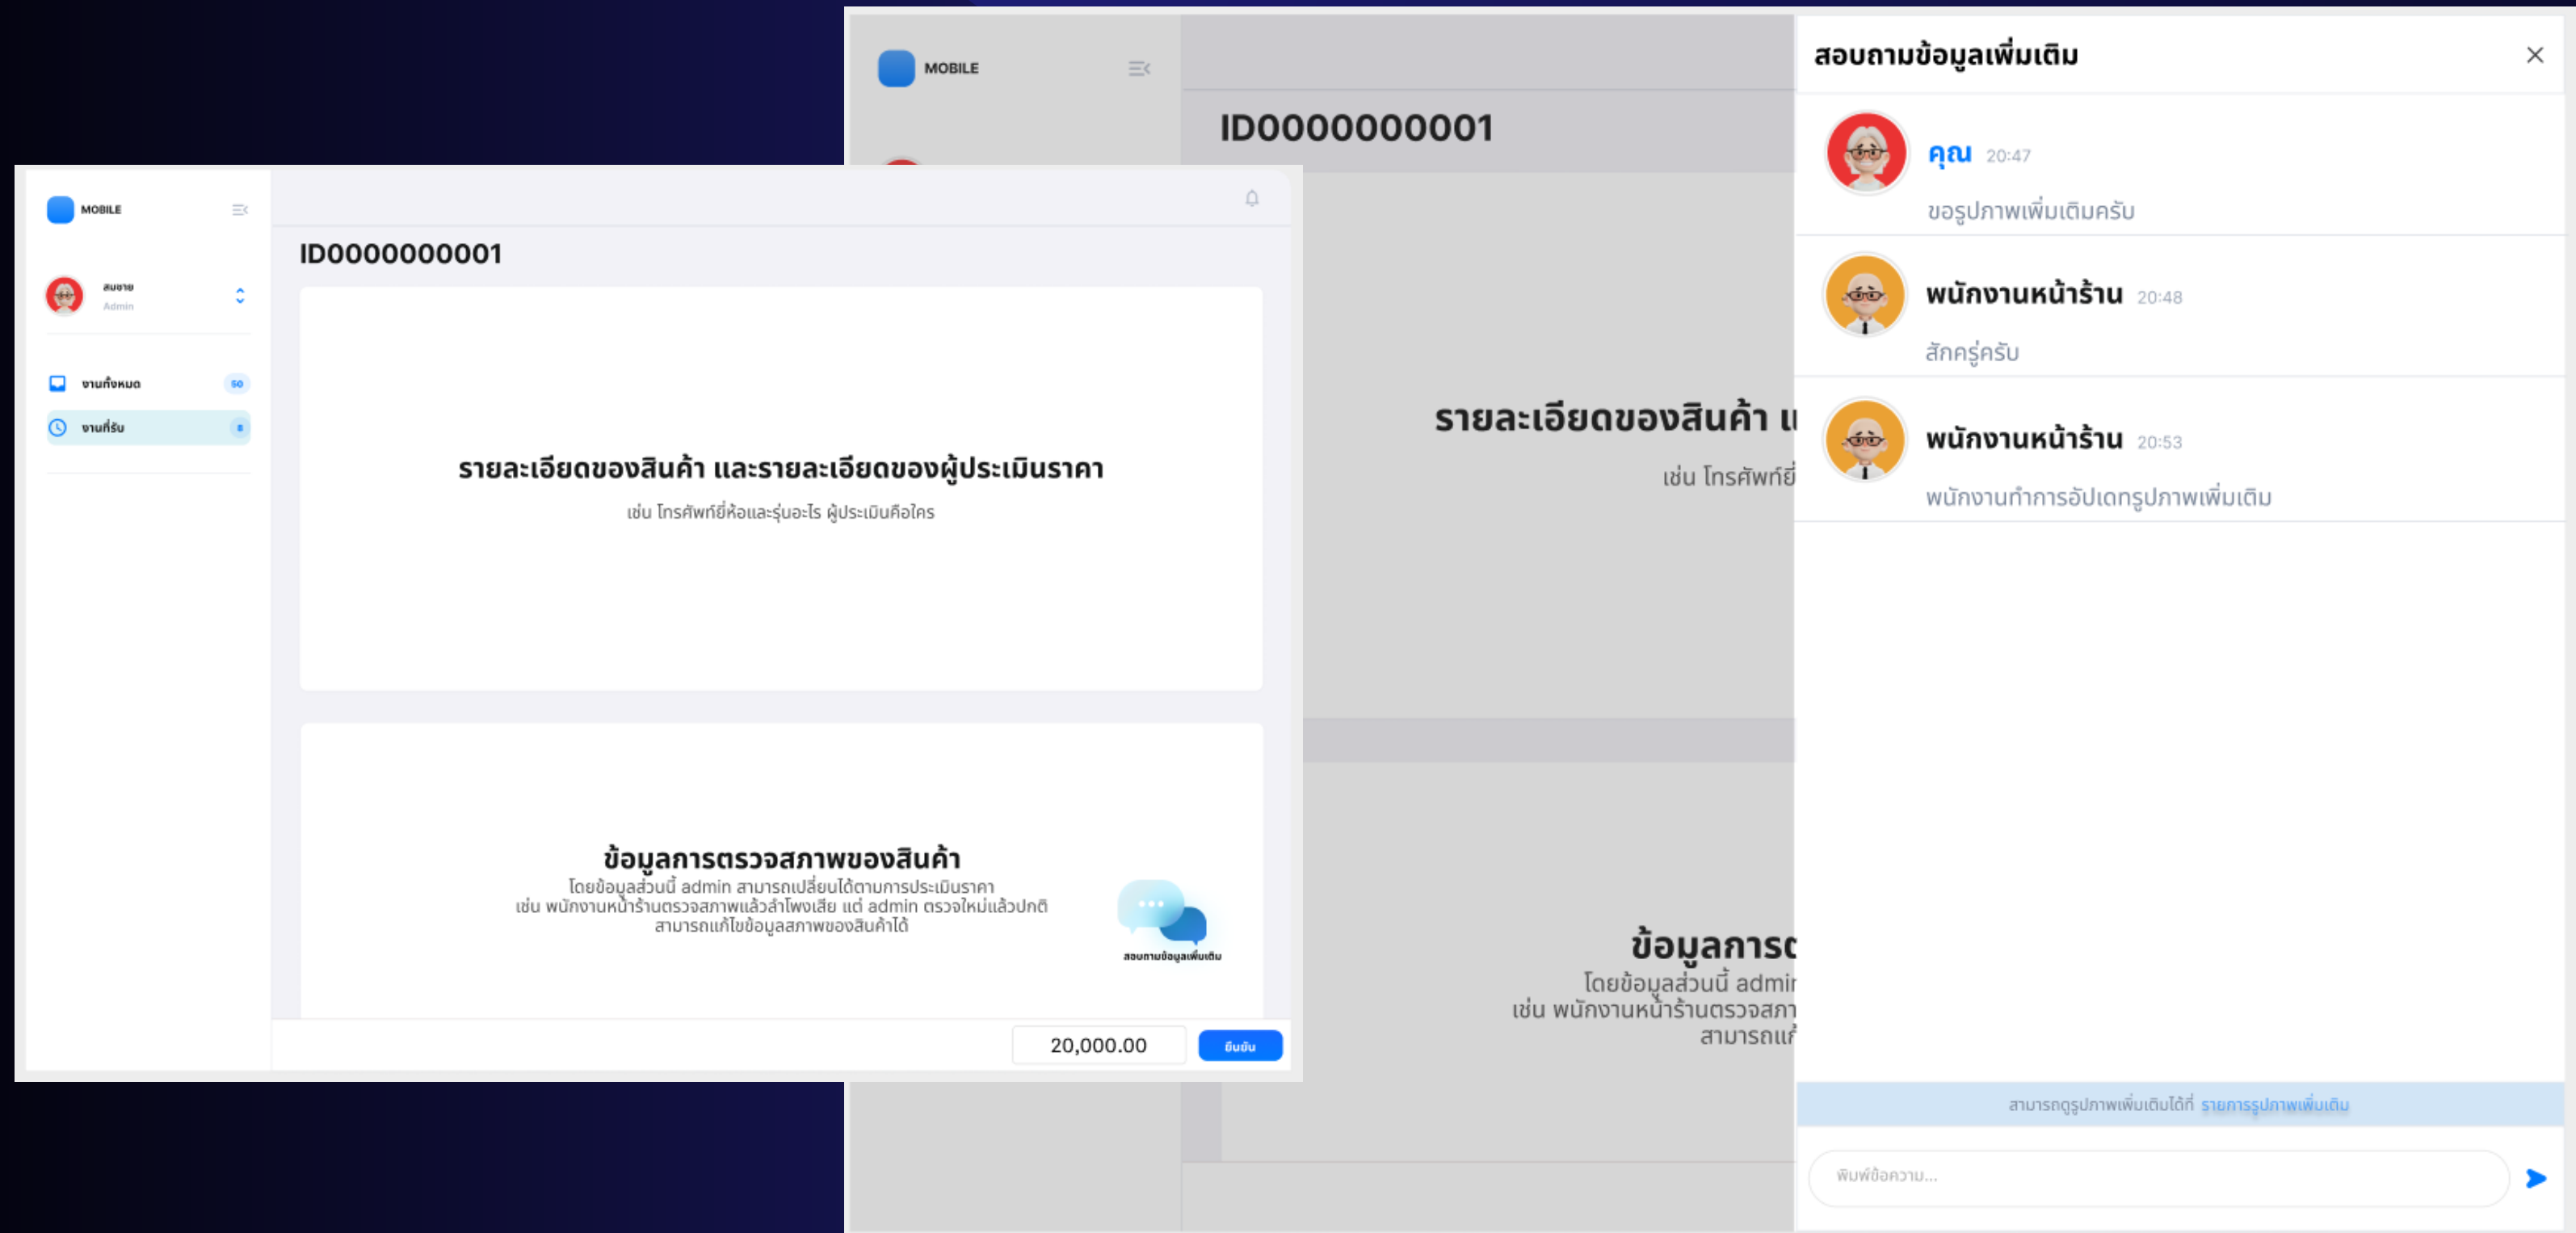 MOBILE
สมชาย
Admin
งานทั้งหมด
50
งานที่รับ
8
ID0000000001
รายละเอียดของสินค้า และรายละเอียดของผู้ประเมินราคา
เช่น โทรศัพท์ยี่ห้อและรุ่นอะไร ผู้ประเมินคือใคร
ข้อมูลการตรวจสภาพของสินค้า
โดยข้อมูลส่วนนี้ admin สามารถเปลี่ยนได้ตามการประเมินราคา
เช่น พนักงานหน้าร้านตรวจสภาพแล้วลำโพงเสีย แต่ admin ตรวจใหม่แล้วปกติ
สามารถแก้ไขข้อมูลสภาพของสินค้าได้
สอบถามข้อมูลเพิ่มเติม
20,000.00
ยืนยัน
MOBILE
ID0000000001
รายละเอียดของสินค้า แ
เช่น โทรศัพท์ยี่
ข้อมูลการต
โดยข้อมูลส่วนนี้ admin
เช่น พนักงานหน้าร้านตรวจสภา
สามารถแก้
สอบถามข้อมูลเพิ่มเติม
คุณ 20:47
ขอรูปภาพเพิ่มเติมครับ
พนักงานหน้าร้าน 20:48
สักครู่ครับ
พนักงานหน้าร้าน 20:53
พนักงานทำการอัปเดทรูปภาพเพิ่มเติม
สามารถดูรูปภาพเพิ่มเติมได้ที่ รายการรูปภาพเพิ่มเติม
พิมพ์ข้อความ...